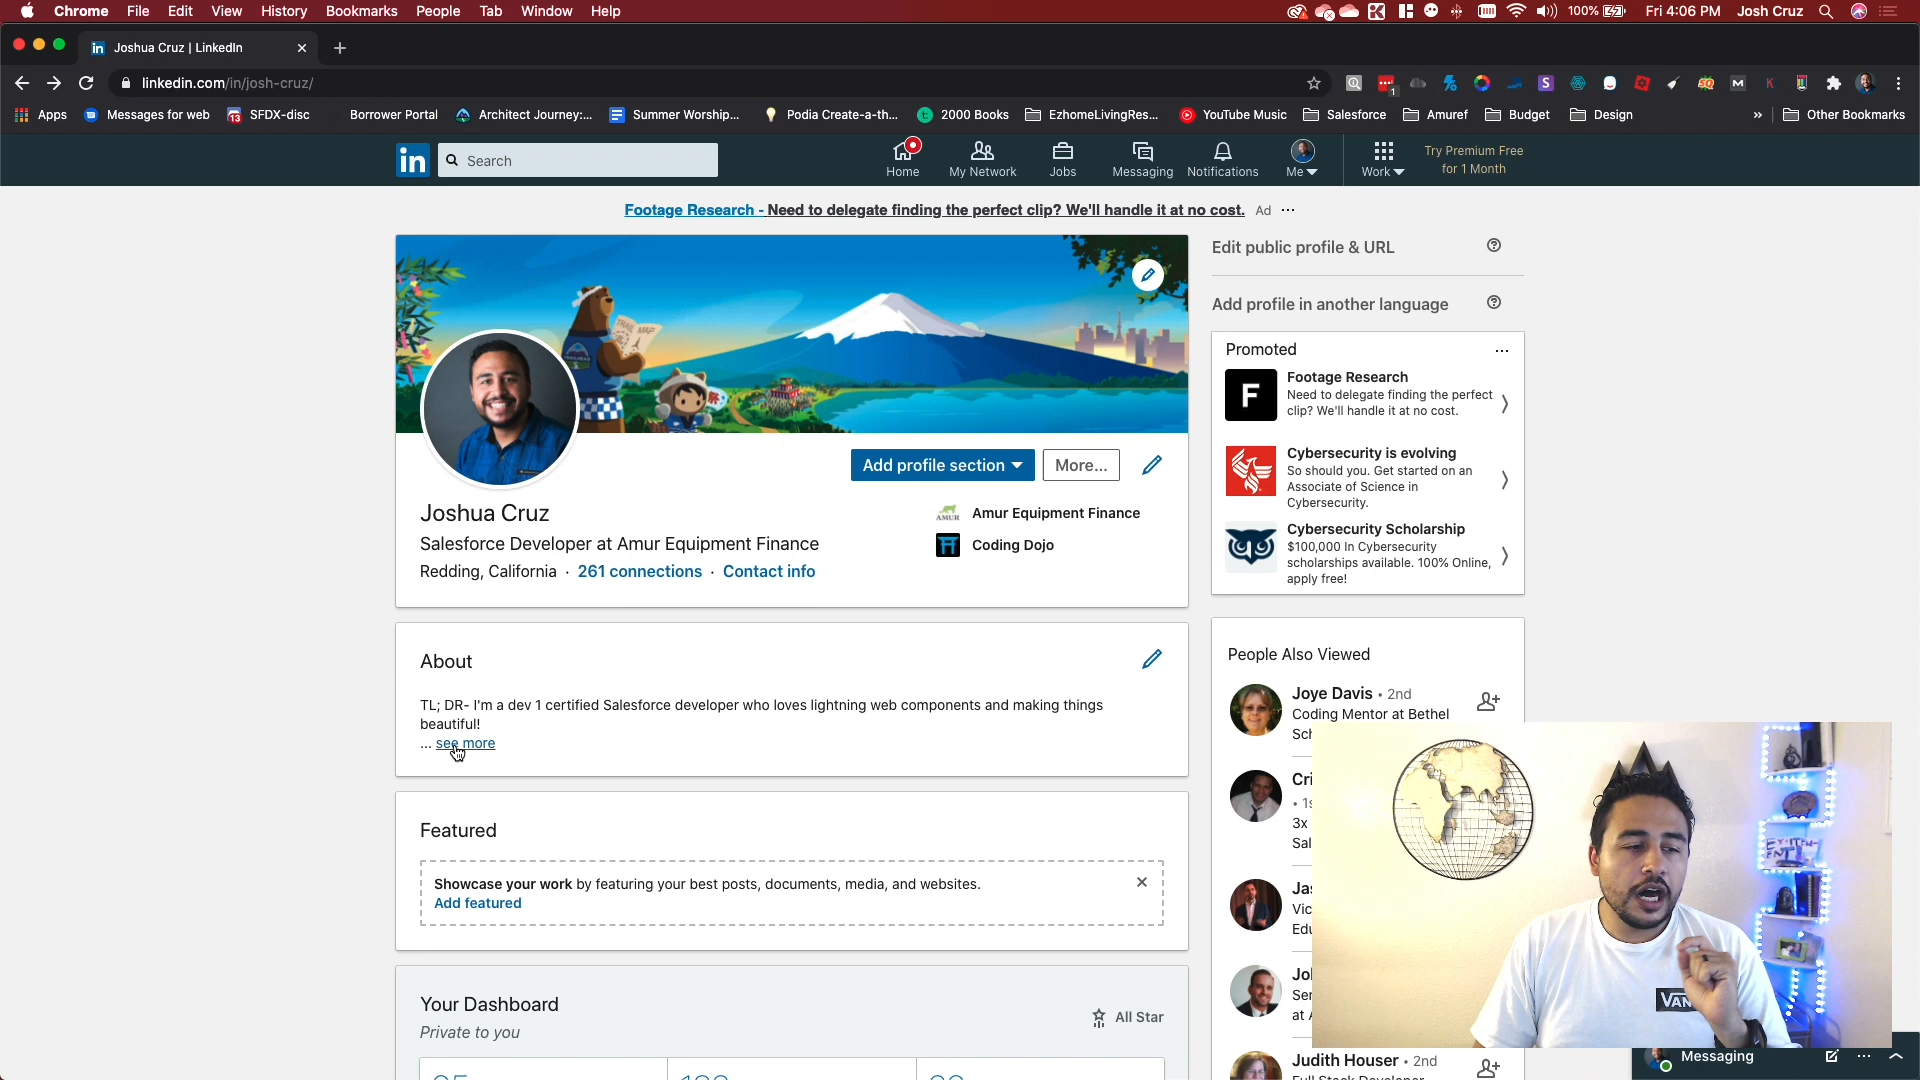 Chrome File Edit View History Bookmarks People Tab Window Help
100% Fri 4:06 PM Josh Cruz
in Joshua Cruz | LinkedIn
linkedin.com/in/josh-cruz/
Apps Messages for web SFDX-disc Borrower Portal Architect Journey:... Summer Worship... Podia Create-a-th... 2000 Books EzhomeLivingRes... YouTube Music Salesforce Amuref Budget Design » Other Bookmarks
in Search
Home My Network Jobs Messaging Notifications Me Work
Try Premium Free
for 1 Month
Footage Research - Need to delegate finding the perfect clip? We'll handle it at no cost. Ad ...
TRAIL MAP
Add profile section More...
Joshua Cruz
Salesforce Developer at Amur Equipment Finance
Redding, California · 261 connections · Contact info
AMUR Amur Equipment Finance
Coding Dojo
About
TL; DR- I'm a dev 1 certified Salesforce developer who loves lightning web components and making things
beautiful!
... see more
Featured
Showcase your work by featuring your best posts, documents, media, and websites.
Add featured
Your Dashboard
Private to you
All Star
Edit public profile & URL
Add profile in another language
Promoted
F
Footage Research
Need to delegate finding the perfect
clip? We'll handle it at no cost.
Cybersecurity is evolving
So should you. Get started on an
Associate of Science in
Cybersecurity.
Cybersecurity Scholarship
$100,000 In Cybersecurity
scholarships available. 100% Online,
apply free!
People Also Viewed
Joye Davis · 2nd
Coding Mentor at Bethel
3x
Judith Houser · 2nd
Messaging